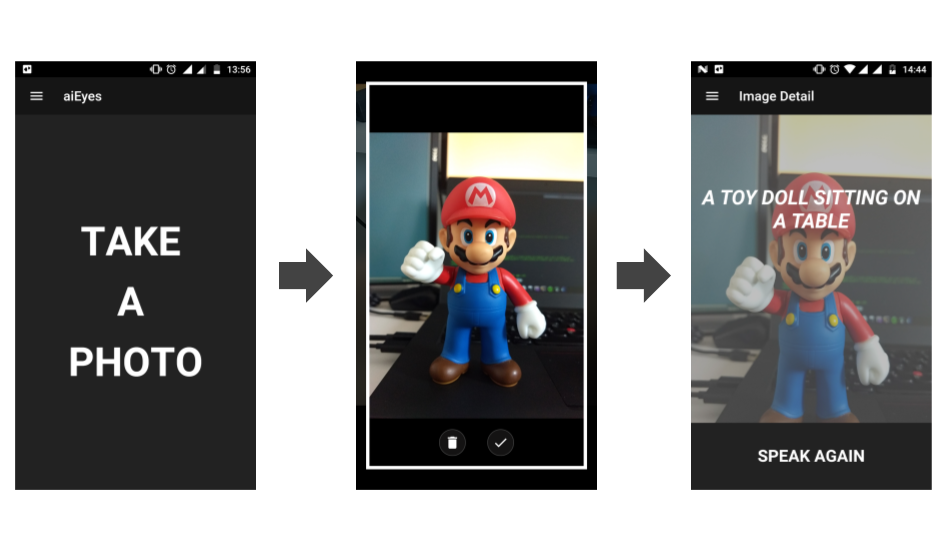 13:56
aiEyes
TAKE
A
PHOTO
M
14:44
Image Detail
A TOY DOLL SITTING ON
A TABLE
SPEAK AGAIN